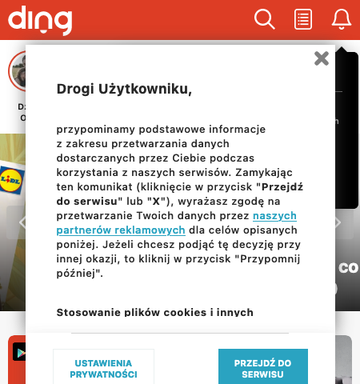 ding
Drogi Użytkowniku,
przypominamy podstawowe informacje
z zakresu przetwarzania danych
dostarczanych przez Ciebie podczas
korzystania z naszych serwisów. Zamykając
ten komunikat (kliknięcie w przycisk "Przejdź
do serwisu" lub "X"), wyrażasz zgodę na
przetwarzanie Twoich danych przez naszych
partnerów reklamowych dla celów opisanych
poniżej. Jeżeli chcesz podjąć tę decyzję przy
innej okazji, to kliknij w przycisk "Przypomnij
później".
Stosowanie plików cookies i innych
USTAWIENIA
PRYWATNOŚCI
PRZEJDŹ DO
SERWISU
LIDL
CO